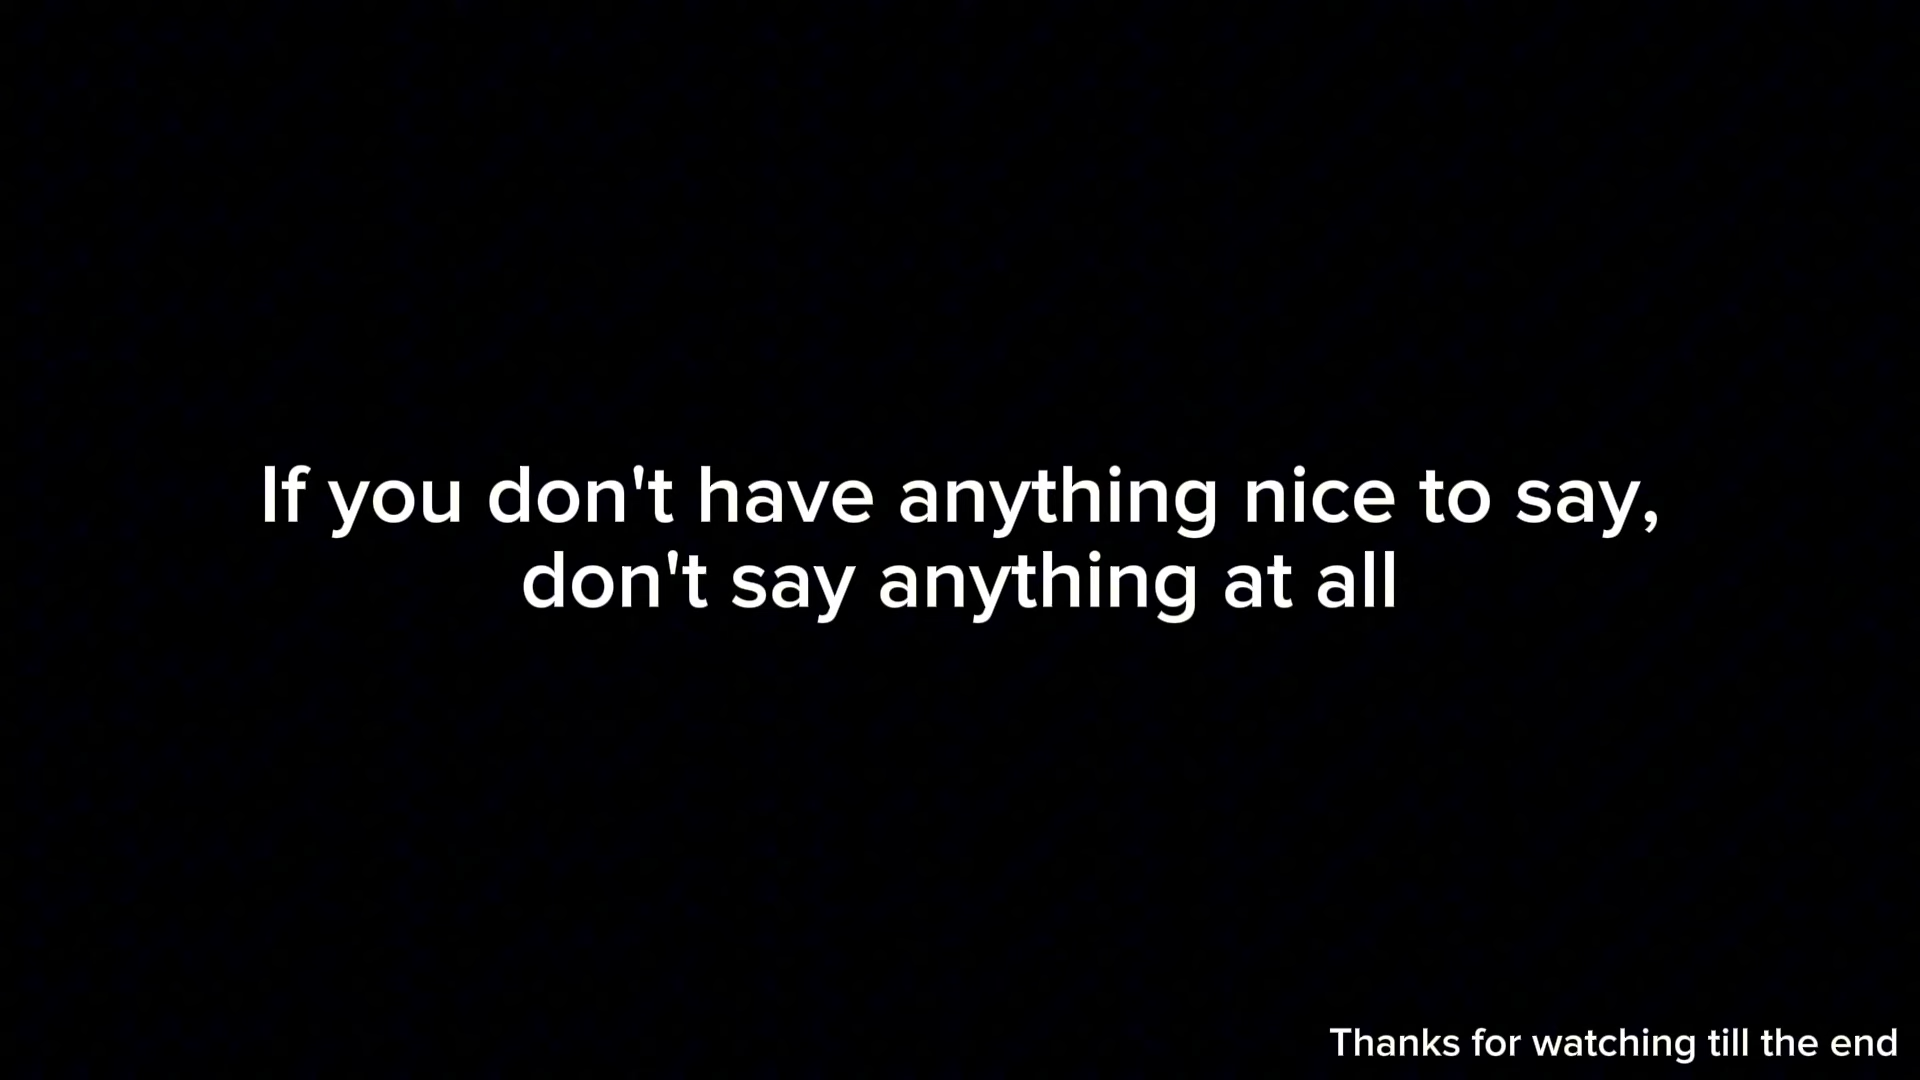 If you don't have anything nice to say,
don't say anything at all
Thanks for watching till the end